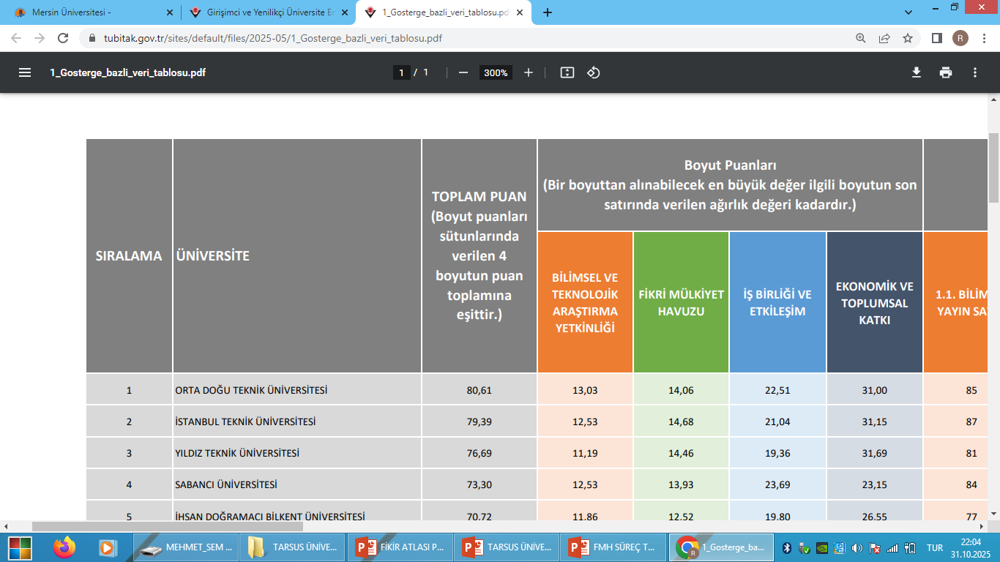 Mersin Üniversitesi -
Girişimci ve Yenilikçi Üniversite En
1_Gosterge_bazli_veri_tablosu.pdf
tubitak.gov.tr/sites/default/files/2025-05/1_Gosterge_bazli_veri_tablosu.pdf
R
1_Gosterge_bazli_veri_tablosu.pdf
1 / 1
300%
SIRALAMA
ÜNİVERSİTE
TOPLAM PUAN
(Boyut puanları
sütunlarında
verilen 4
boyutun puan
toplamına
eşittir.)
Boyut Puanları
(Bir boyuttan alınabilecek en büyük değer ilgili boyutun son
satırında verilen ağırlık değeri kadardır.)
BİLİMSEL VE
TEKNOLOJİK
ARAŞTIRMA
YETKİNLİĞİ
FİKRİ MÜLKİYET
HAVUZU
İŞ BİRLİĞİ VE
ETKİLEŞİM
EKONOMİK VE
TOPLUMSAL
KATKI
1.1. BİLİM
YAYIN SA
1 ORTA DOĞU TEKNİK ÜNİVERSİTESİ 80,61 13,03 14,06 22,51 31,00 85
2 İSTANBUL TEKNİK ÜNİVERSİTESİ 79,39 12,53 14,68 21,04 31,15 87
3 YILDIZ TEKNİK ÜNİVERSİTESİ 76,69 11,19 14,46 19,36 31,69 81
4 SABANCI ÜNİVERSİTESİ 73,30 12,53 13,93 23,69 23,15 84
5 İHSAN DOĞRAMACI BİLKENT ÜNİVERSİTESİ 70,72 11,86 12,52 19,80 26,55 77
MEHMET_SEM ...
TARSUS ÜNİVE...
FİKİR ATLASI P...
TARSUS ÜNİVE...
FMH SÜREÇ T...
1_Gosterge_ba...
TUR
22:04
31.10.2025